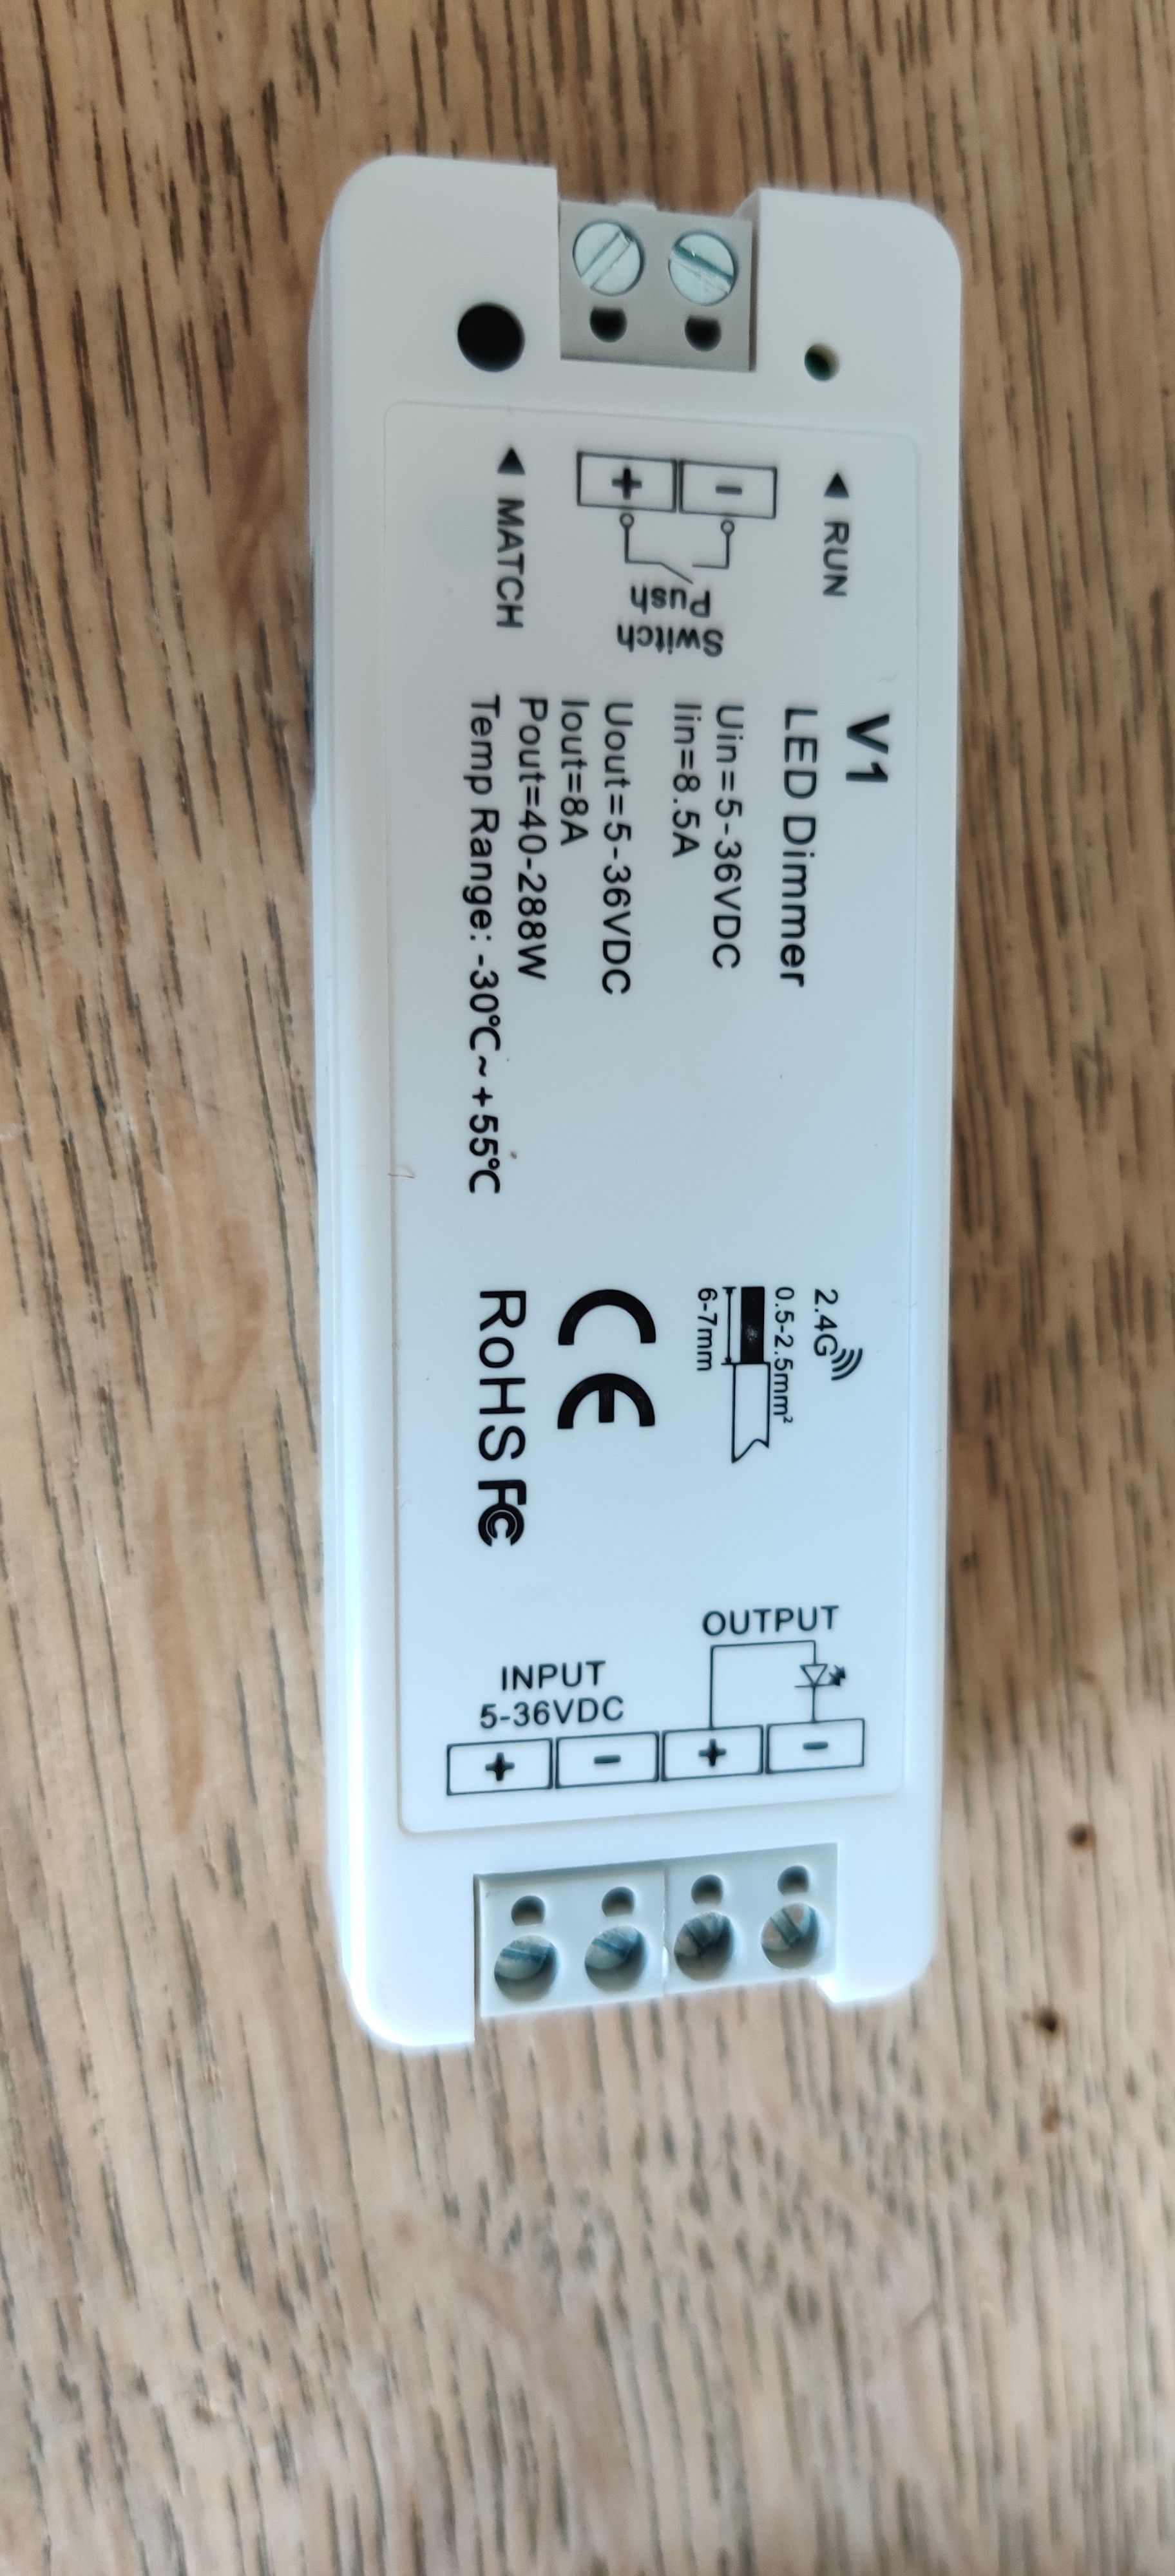 V1
LED Dimmer
Uin=5-36VDC
Iin=8.5A
Uout=5-36VDC
Iout=8A
Pout=40-288W
Temp Range: -30℃~+55℃
RUN
- +
Push
Switch
MATCH
2.4G
0.5-2.5mm²
6-7mm
CE
RoHS FC
OUTPUT
+ -
INPUT
5-36VDC
+ -